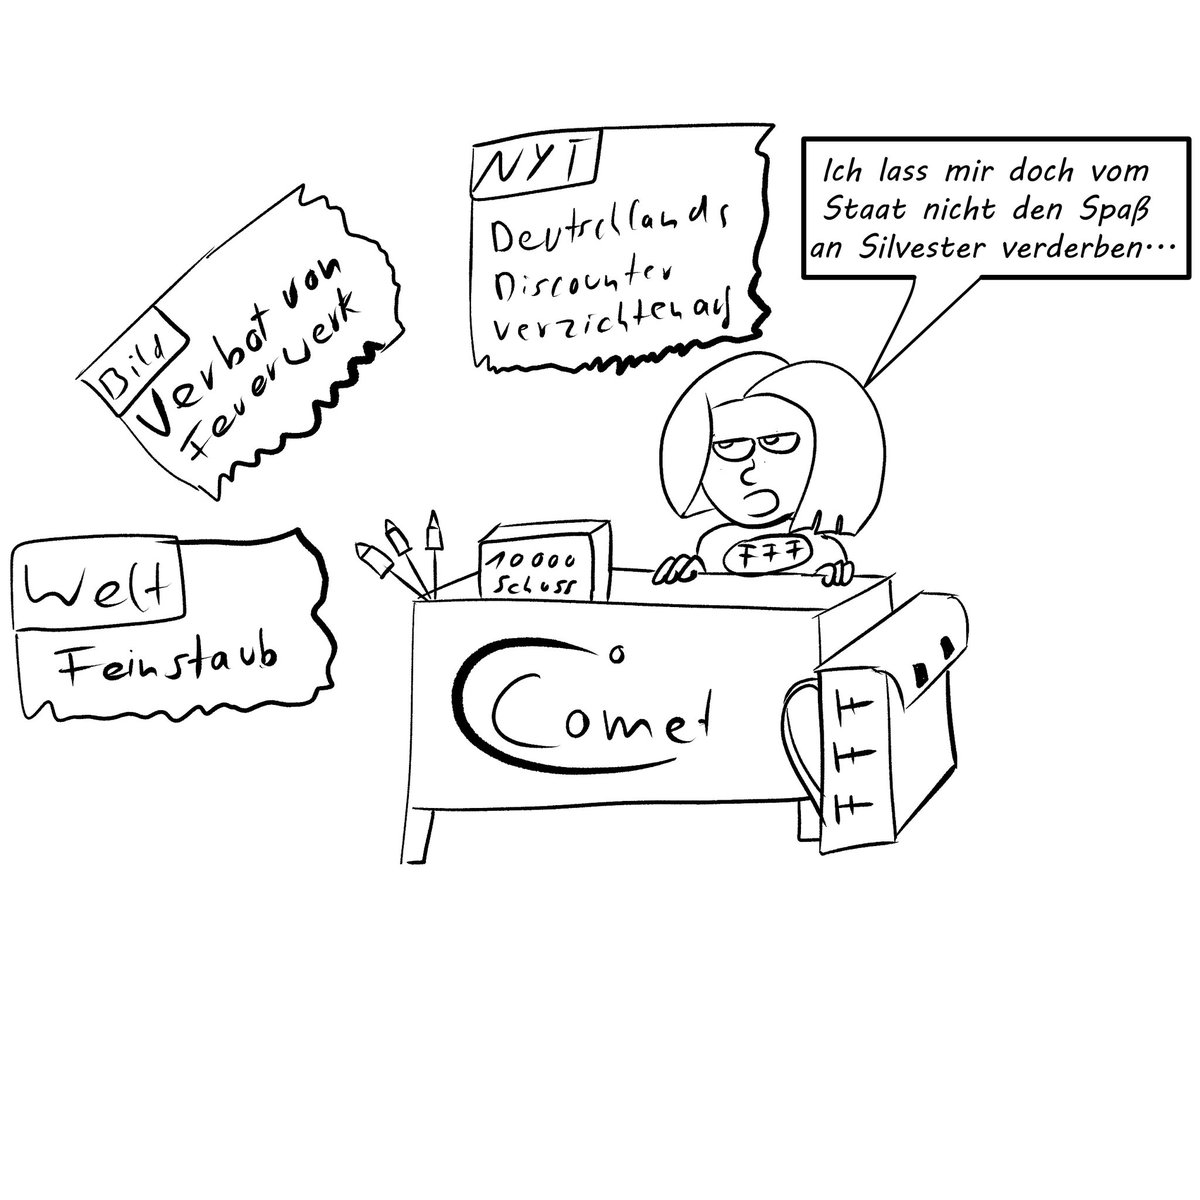 NYT
Deutschlands
Discounter
verzichten auf
Ich lass mir doch vom
Staat nicht den Spaß
an Silvester verderben...
Bild
Verbot von
Feuerwerk
Welt
Feinstaub
10000
Schuss
FFF
Comet
F
F
F